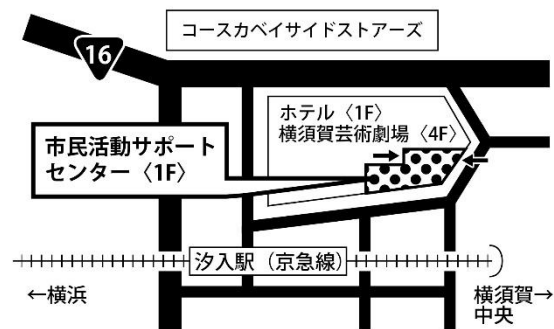 コースカベイサイドストアーズ
16
ホテル〈1F〉
横須賀芸術劇場〈4F〉
市民活動サポート
センター〈1F〉
汐入駅（京急線）
←横浜
横須賀→
中央